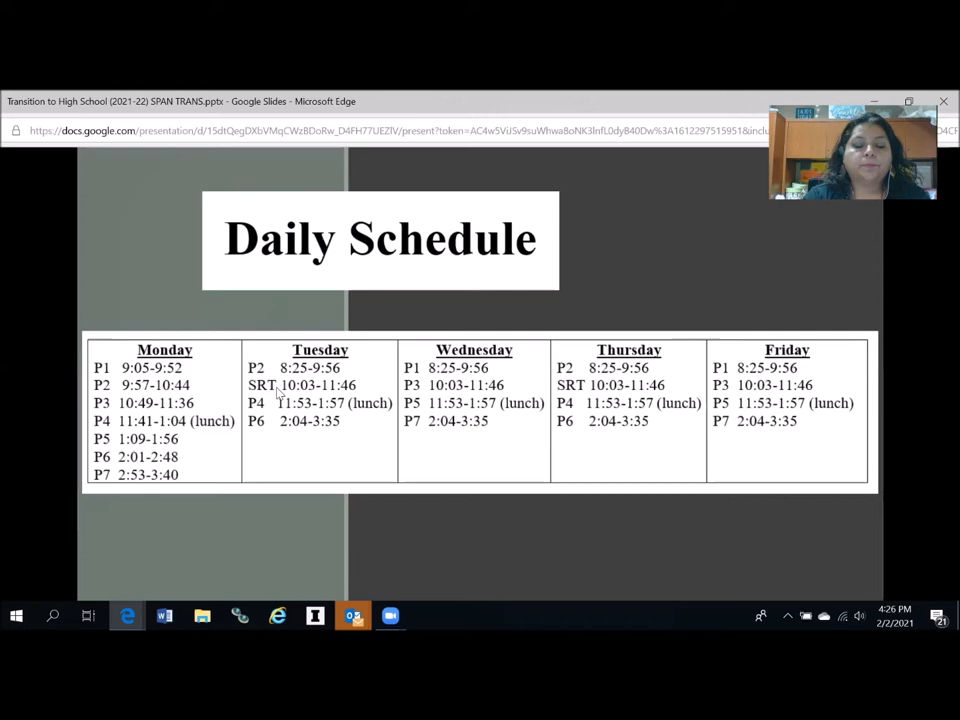 Transition to High School (2021-22) SPAN TRANS.pptx - Google Slides - Microsoft Edge
Daily Schedule
Monday
P1 9:05-9:52
P2 9:57-10:44
P3 10:49-11:36
P4 11:41-1:04 (lunch)
P5 1:09-1:56
P6 2:01-2:48
P7 2:53-3:40
Tuesday
P2 8:25-9:56
SRT 10:03-11:46
P4 11:53-1:57 (lunch)
P6 2:04-3:35
Wednesday
P1 8:25-9:56
P3 10:03-11:46
P5 11:53-1:57 (lunch)
P7 2:04-3:35
Thursday
P2 8:25-9:56
SRT 10:03-11:46
P4 11:53-1:57 (lunch)
P6 2:04-3:35
Friday
P1 8:25-9:56
P3 10:03-11:46
P5 11:53-1:57 (lunch)
P7 2:04-3:35
4:26 PM
2/2/2021
21